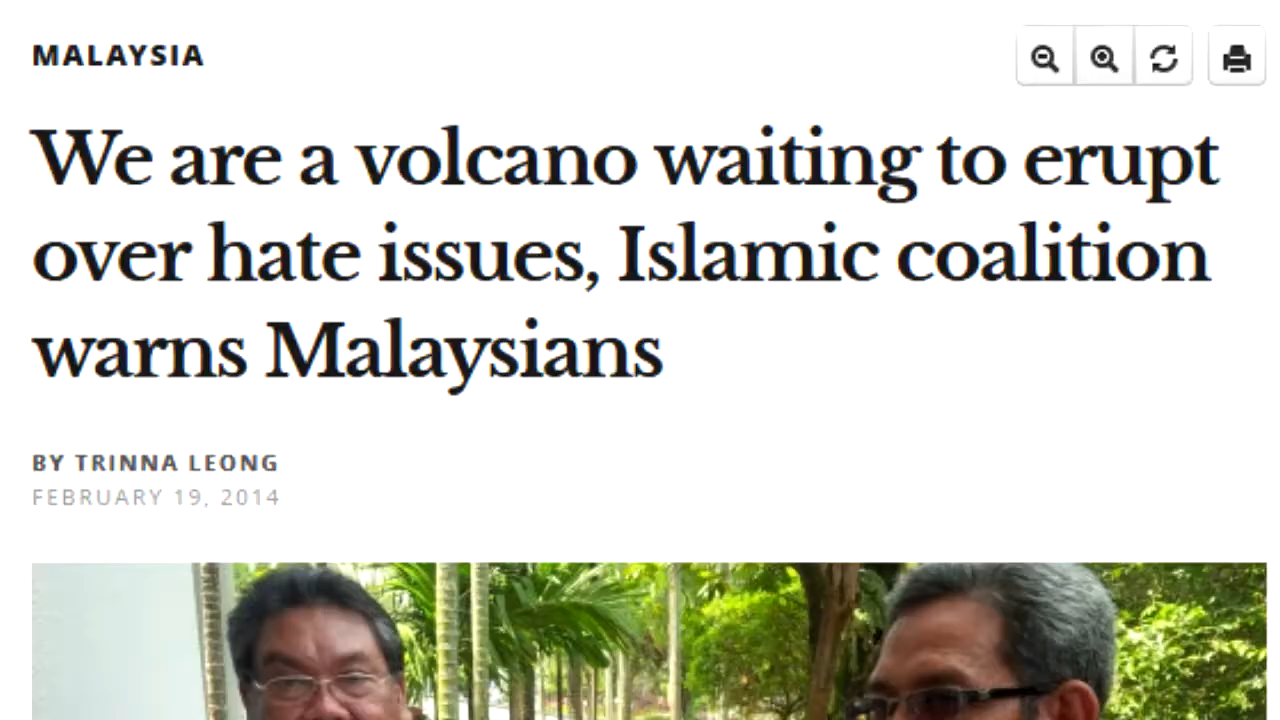 MALAYSIA
We are a volcano waiting to erupt
over hate issues, Islamic coalition
warns Malaysians
BY TRINNA LEONG
FEBRUARY 19, 2014